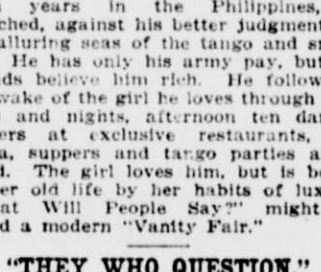 years in the Philippines,
ched, against his better judgment
alluring seas of the tango and s
He has only his army pay, but
ds believe him rich. He follow
wake of the girl he loves through
and nights, afternoon ten dan
ers at exclusive restaurants,
a, suppers and tango parties a
d. The girl loves him, but is b
er old life by her habits of lux
at Will People Say?" might
d a modern "Vanity Fair."
"THEY WHO QUESTION."